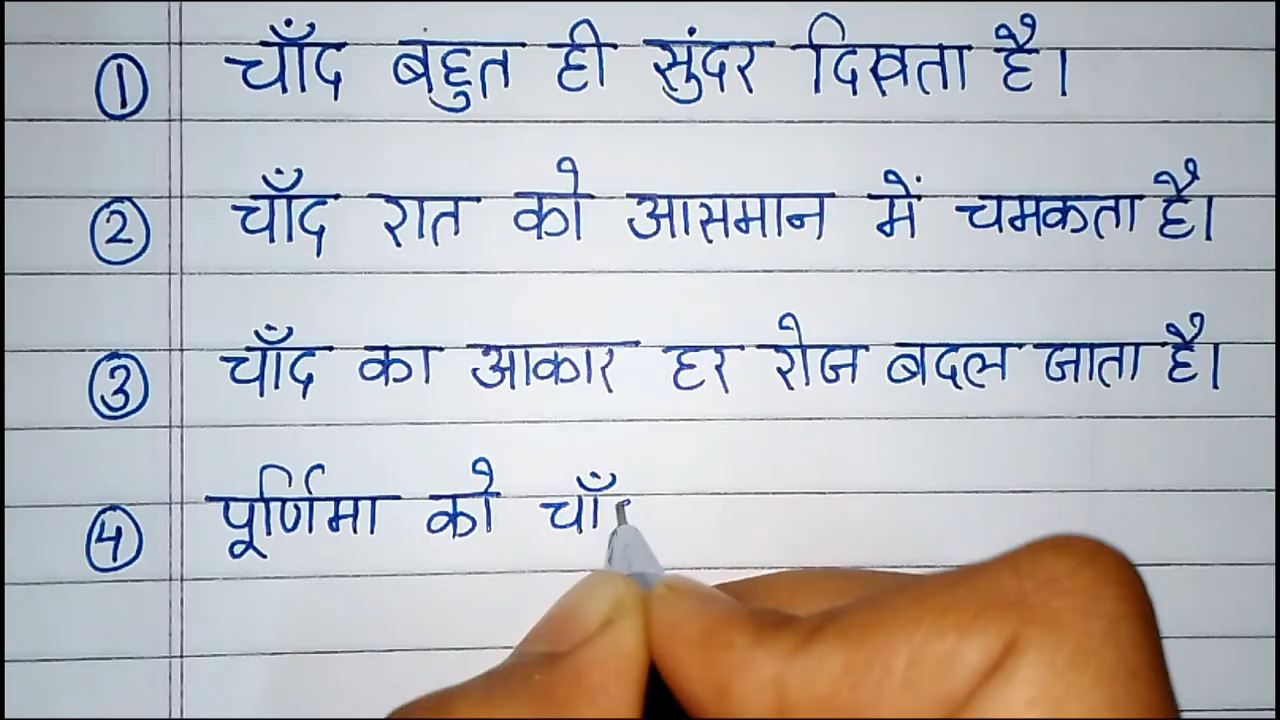 ① चाँद बहुत ही सुंदर दिखता है।
② चाँद रात को आसमान में चमकता है।
③ चाँद का आकार हर रोज बदल जाता है।
④ पूर्णिमा को चाँ